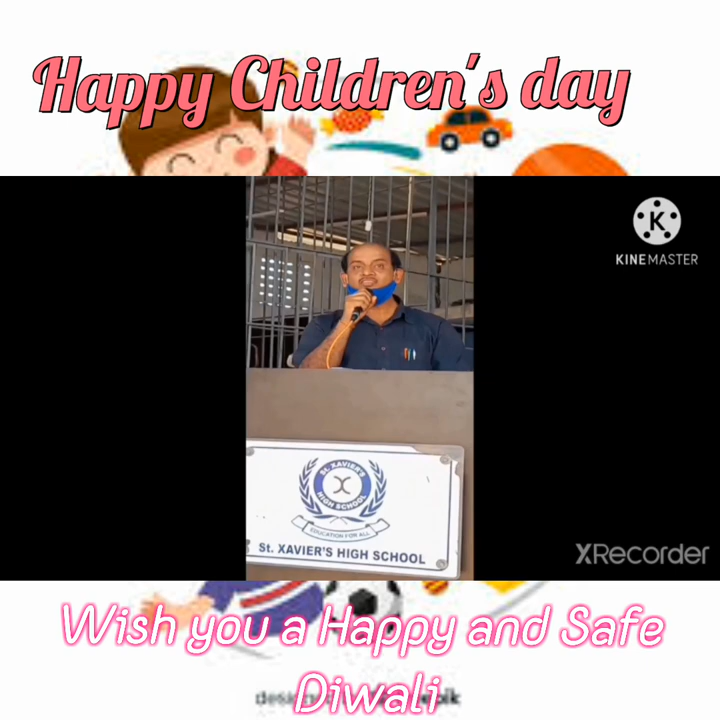 Happy Children's day
K
KINEMASTER
ST. XAVIER'S
HIGH SCHOOL
EDUCATION FOR ALL
St. XAVIER'S HIGH SCHOOL
XRecorder
Wish you a Happy and Safe
Diwali